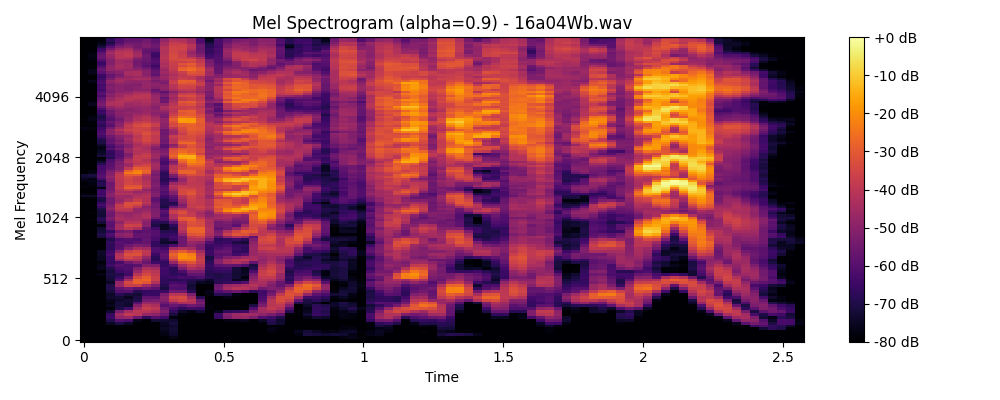 Mel Spectrogram (alpha=0.9) - 16a04Wb.wav
Mel Frequency
4096
2048
1024
512
0
0
0.5
1
1.5
2
2.5
Time
+0 dB
-10 dB
-20 dB
-30 dB
-40 dB
-50 dB
-60 dB
-70 dB
-80 dB